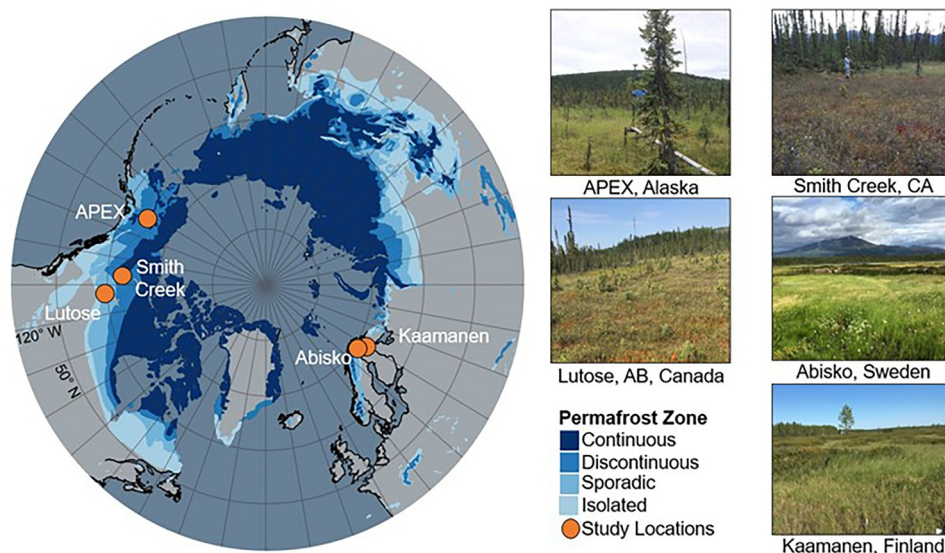 APEX
Smith
Creek
Lutose
120° W
50° N
Abisko
Kaamanen
APEX, Alaska
Smith Creek, CA
Lutose, AB, Canada
Abisko, Sweden
Permafrost Zone
Continuous
Discontinuous
Sporadic
Isolated
Study Locations
Kaamanen, Finland